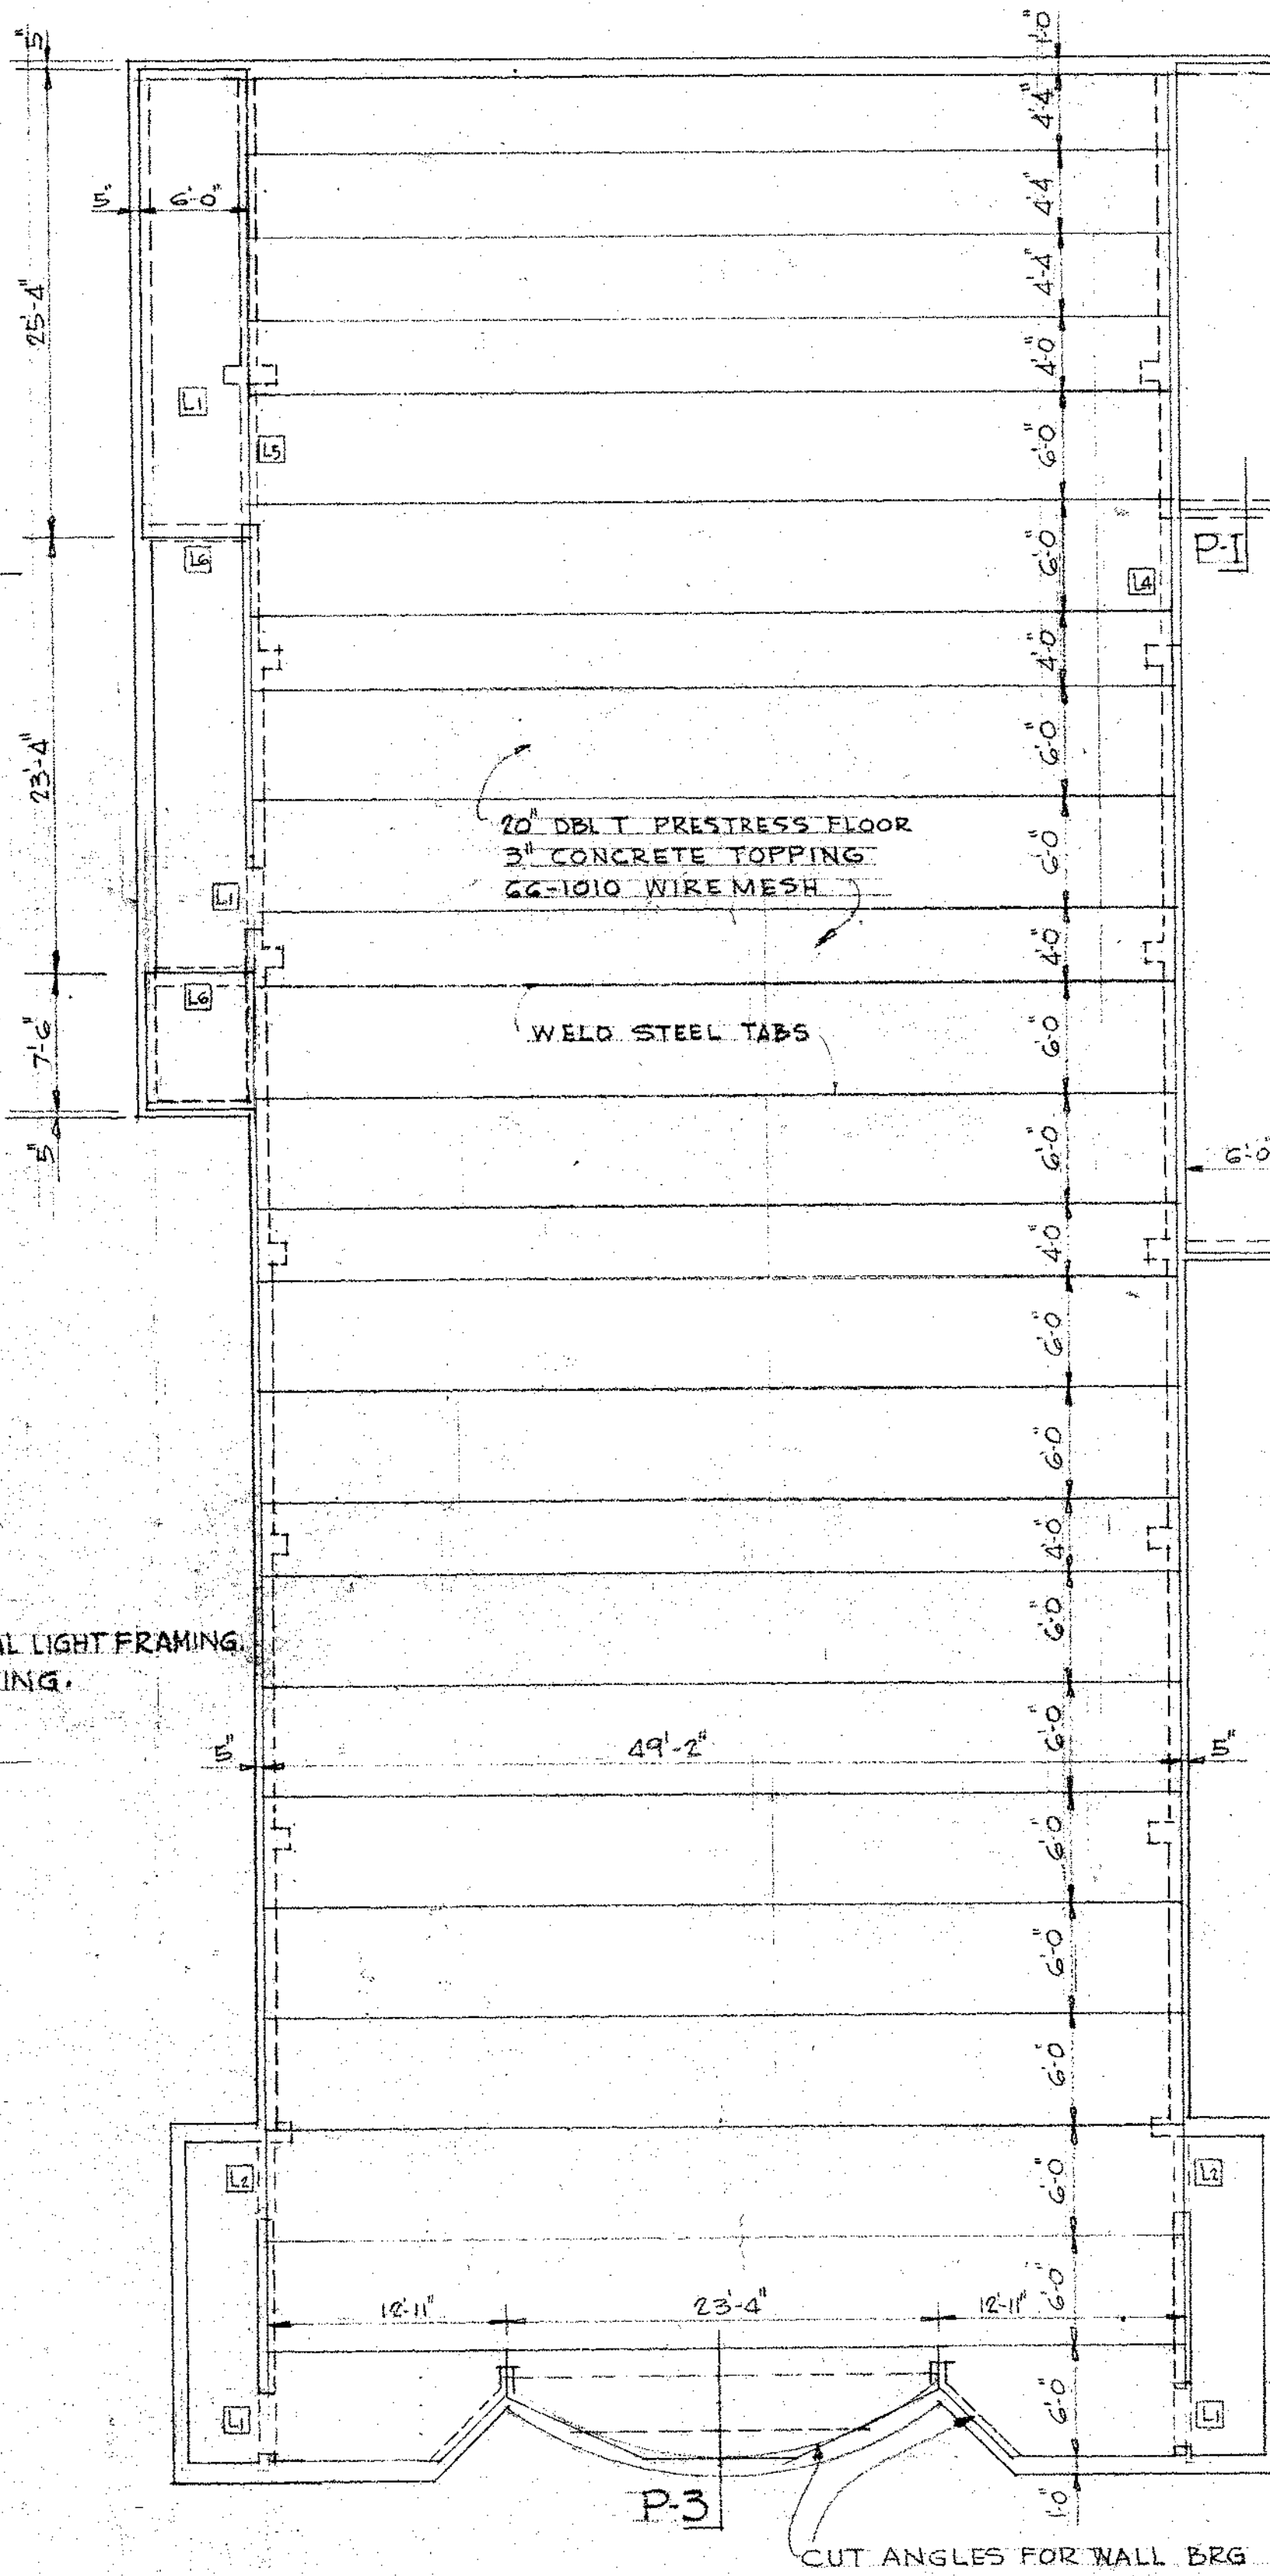 5"
1'-0"
4'-4"
5"
6'-0"
4'-4"
25'-4"
4'-4"
4'-0"
L1
L5
6'-0"
L6
6'-0"
L4
P-1
4'-0"
23'-4"
6'-0"
20" DBL T PRESTRESS FLOOR
3" CONCRETE TOPPING
66-1010 WIRE MESH
6'-0"
L1
4'-0"
L6
WELD STEEL TABS
6'-0"
7'-6"
5"
6'-0"
6'-0"
4'-0"
6'-0"
6'-0"
4'-0"
AL LIGHT FRAMING.
ING.
6'-0"
5"
49'-2"
6'-0"
5"
6'-0"
6'-0"
6'-0"
L2
6'-0"
L2
12'-11"
23'-4"
12'-11"
6'-0"
L1
6'-0"
L1
P-3
1'-0"
CUT ANGLES FOR WALL BRG